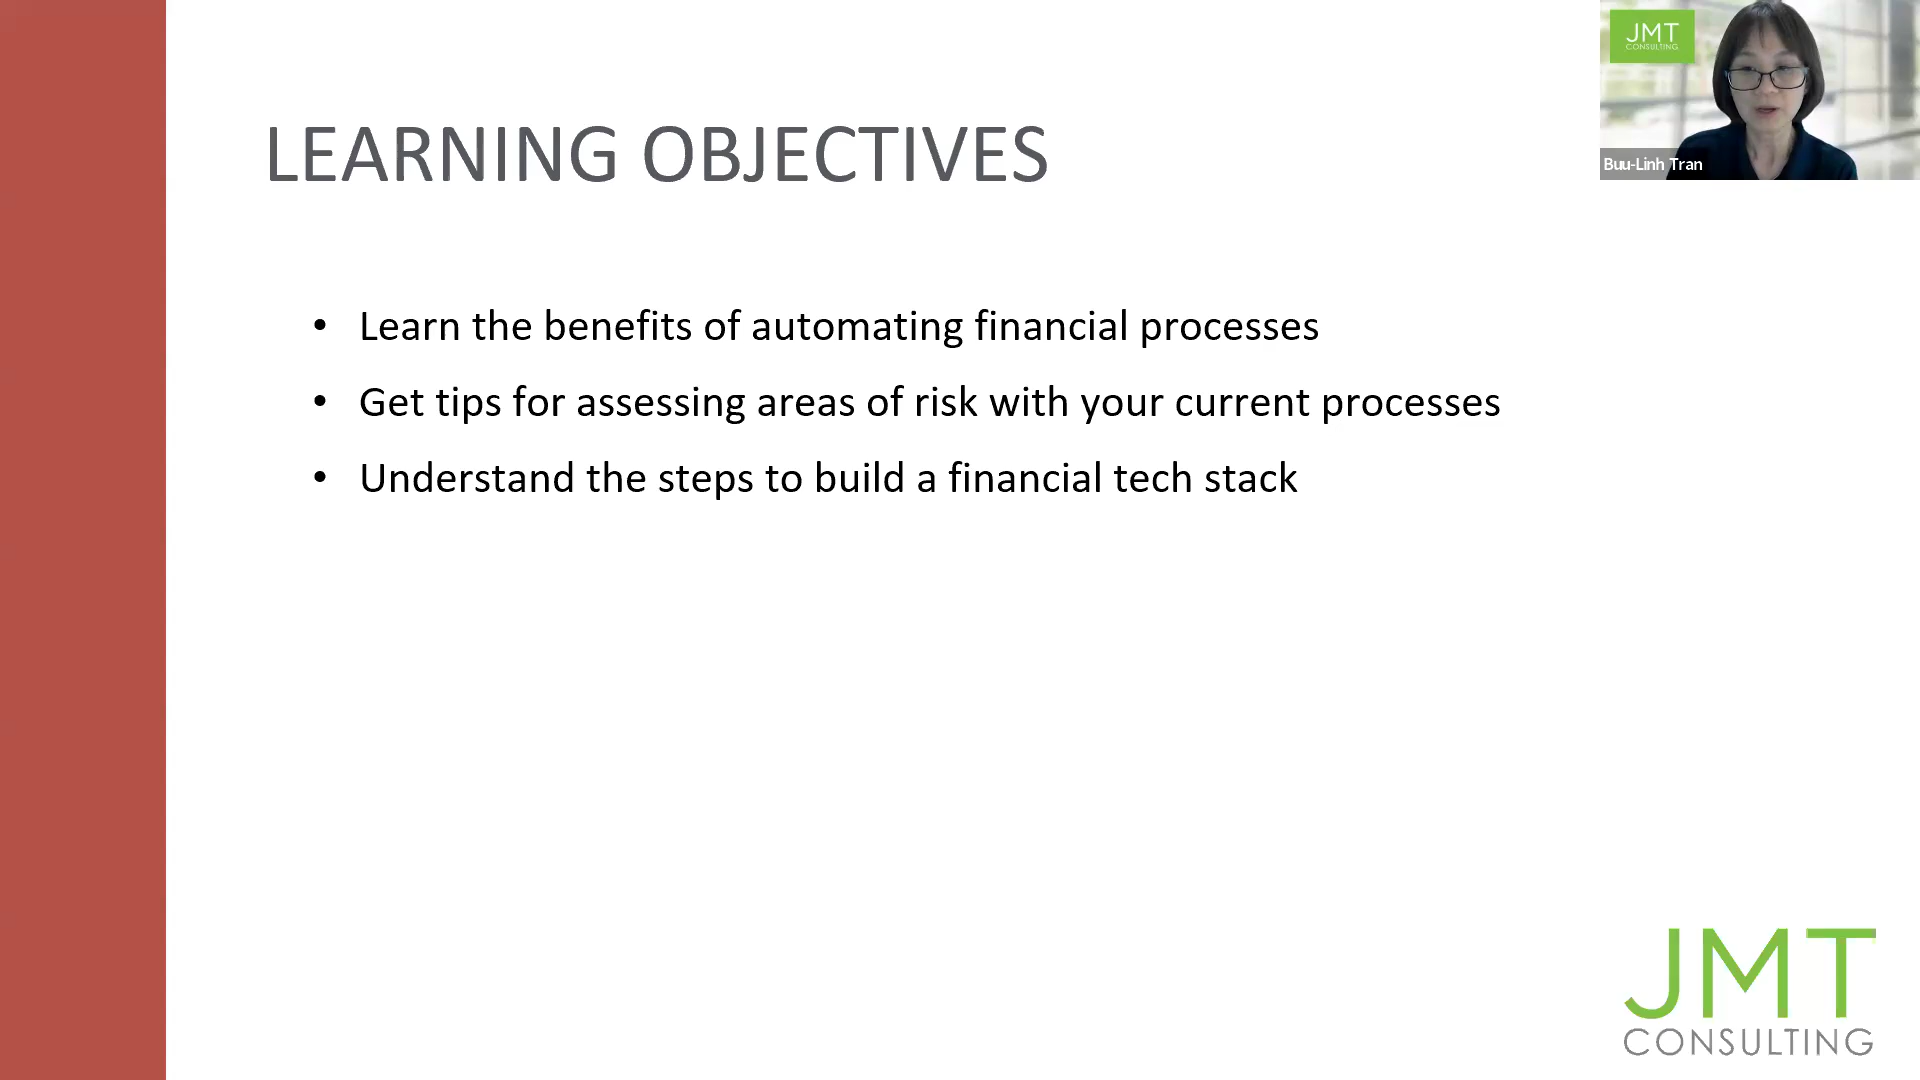 JMT
CONSULTING
Buu-Linh Tran
LEARNING OBJECTIVES
• Learn the benefits of automating financial processes
• Get tips for assessing areas of risk with your current processes
• Understand the steps to build a financial tech stack
JMT
CONSULTING